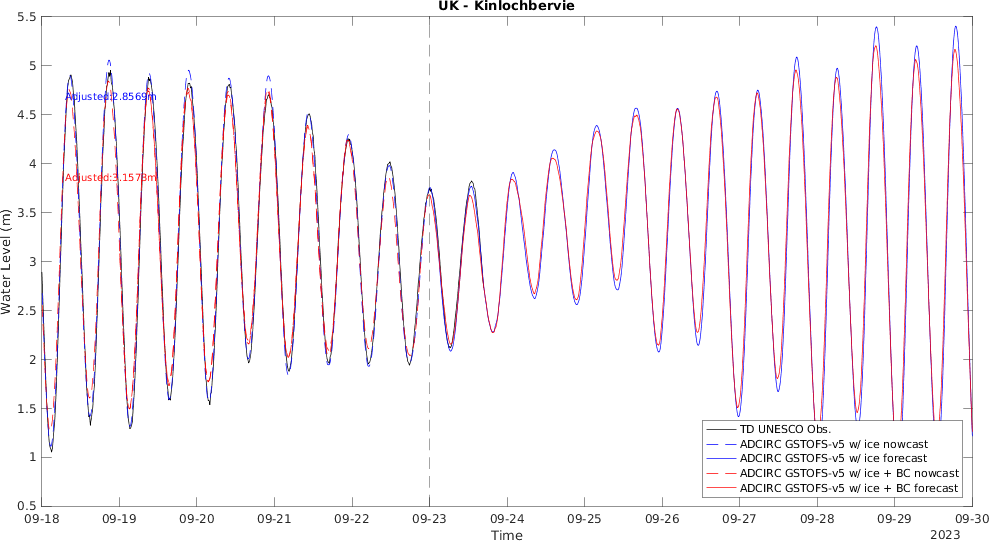 UK - Kinlochbervie
5.5
5
4.5
4
3.5
3
2.5
2
1.5
1
0.5
Water Level (m)
Adjusted:2.8569m
Adjusted:3.1573m
TD UNESCO Obs.
ADCIRC GSTOFS-v5 w/ ice nowcast
ADCIRC GSTOFS-v5 w/ ice forecast
ADCIRC GSTOFS-v5 w/ ice + BC nowcast
ADCIRC GSTOFS-v5 w/ ice + BC forecast
09-18 09-19 09-20 09-21 09-22 09-23 09-24 09-25 09-26 09-27 09-28 09-29 09-30
Time
2023